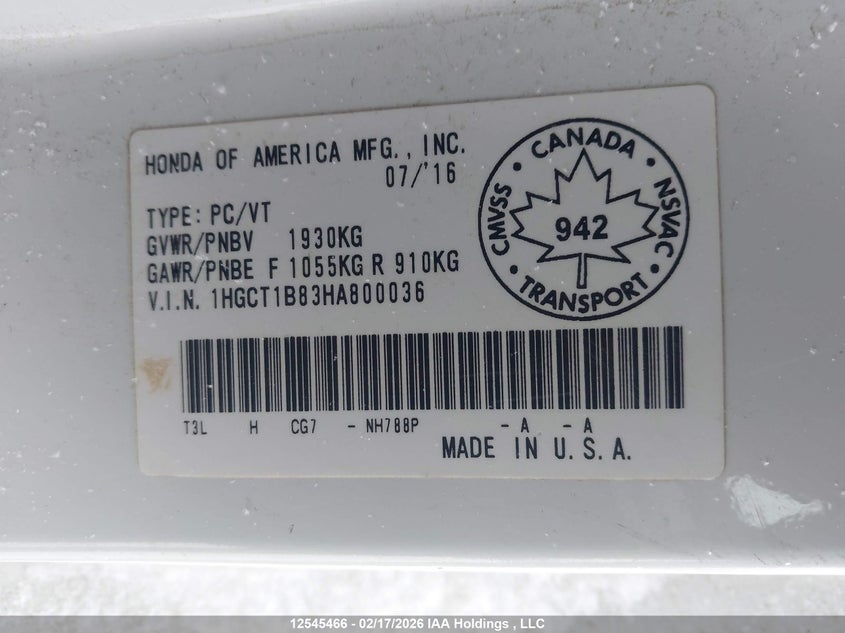 HONDA OF AMERICA MFG., INC.
07/'16
TYPE: PC/VT
GVWR/PNBV 1930KG
GAWR/PNBE F 1055KG R 910KG
V.I.N. 1HGCT1B83HA800036
CANADA
CMVSS
NSVAC
942
TRANSPORT
T3L H CG7 - NH788P - A - A
MADE IN U.S.A.
12545466 - 02/17/2026 IAA Holdings , LLC